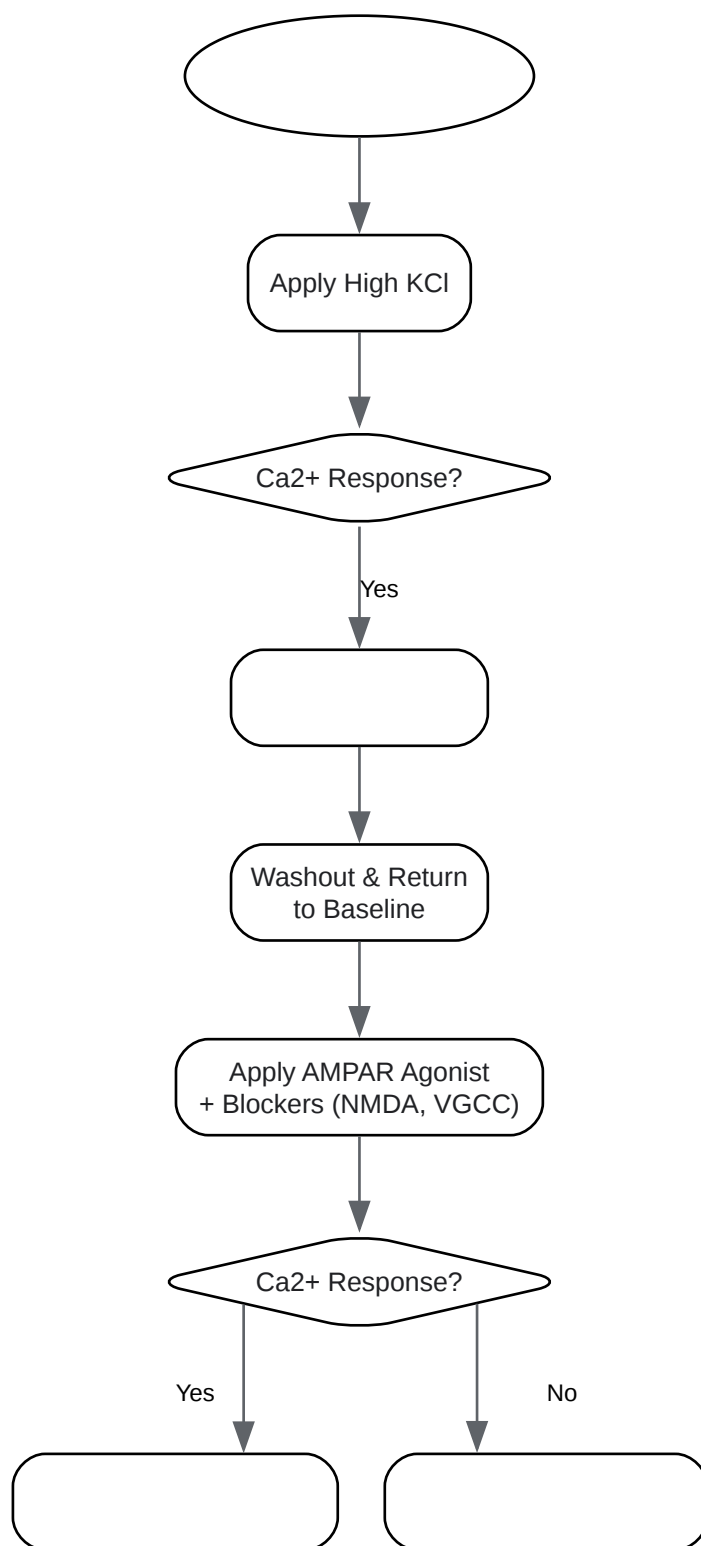 Apply High KCl
Ca2+ Response?
Yes
Washout & Return
to Baseline
Apply AMPAR Agonist
+ Blockers (NMDA, VGCC)
Ca2+ Response?
Yes
No